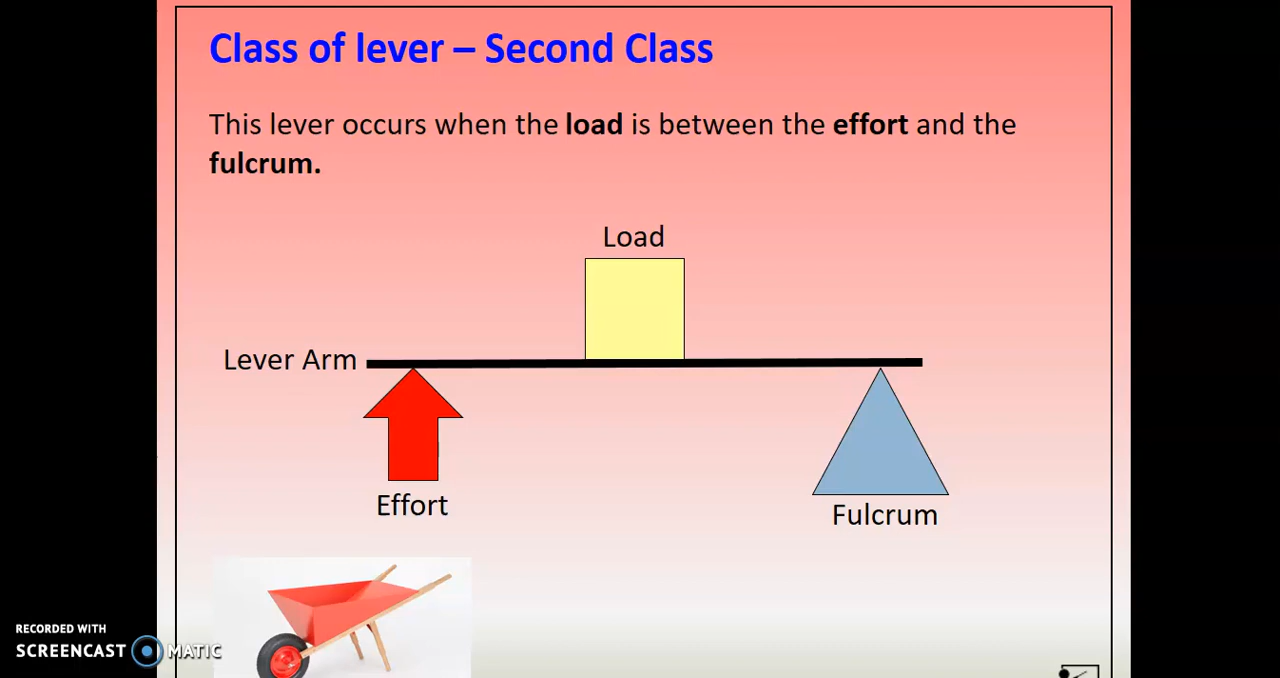 Class of lever – Second Class
This lever occurs when the load is between the effort and the
fulcrum.
Load
Lever Arm
Effort
Fulcrum
RECORDED WITH
SCREENCAST MATIC